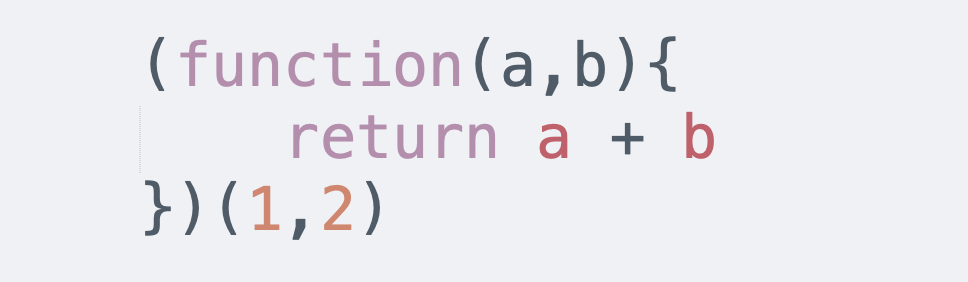 (function(a,b){
    return a + b
})(1,2)